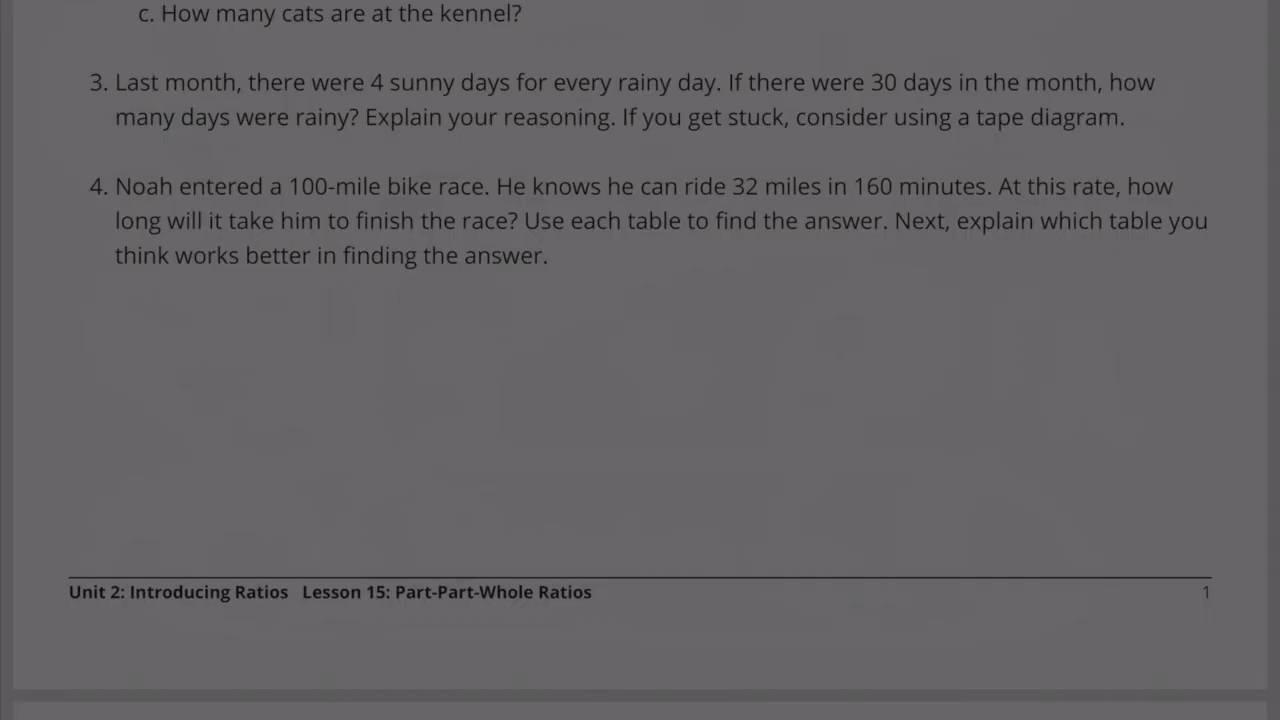 c. How many cats are at the kennel?
3. Last month, there were 4 sunny days for every rainy day. If there were 30 days in the month, how
many days were rainy? Explain your reasoning. If you get stuck, consider using a tape diagram.
4. Noah entered a 100-mile bike race. He knows he can ride 32 miles in 160 minutes. At this rate, how
long will it take him to finish the race? Use each table to find the answer. Next, explain which table you
think works better in finding the answer.
Unit 2: Introducing Ratios Lesson 15: Part-Part-Whole Ratios 1